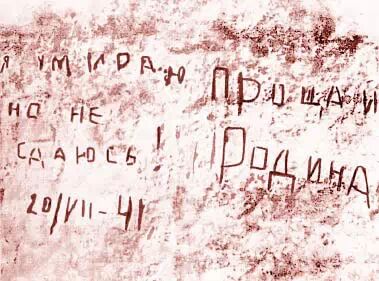 Я УМИРАЮ
НО НЕ
СДАЮСЬ!
20/VII-41
ПРОЩАЙ
РОДИНА